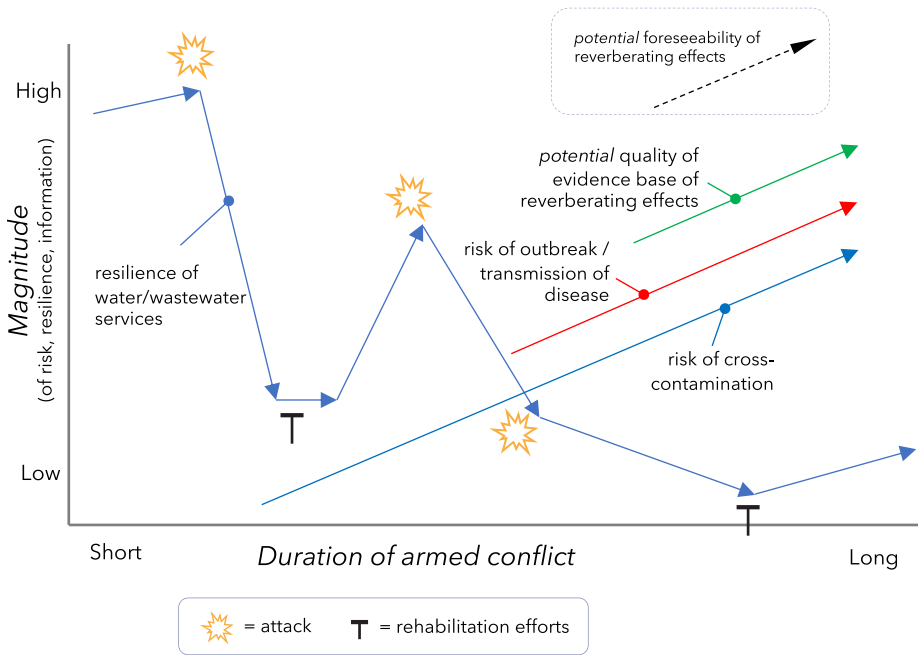 potential foreseeability of
reverberating effects
High
potential quality of
evidence base of
reverberating effects
Magnitude
(of risk, resilience, information)
risk of outbreak /
transmission of
disease
resilience of
water/wastewater
services
risk of cross-
contamination
Low
Short
Duration of armed conflict
Long
= attack
= rehabilitation efforts